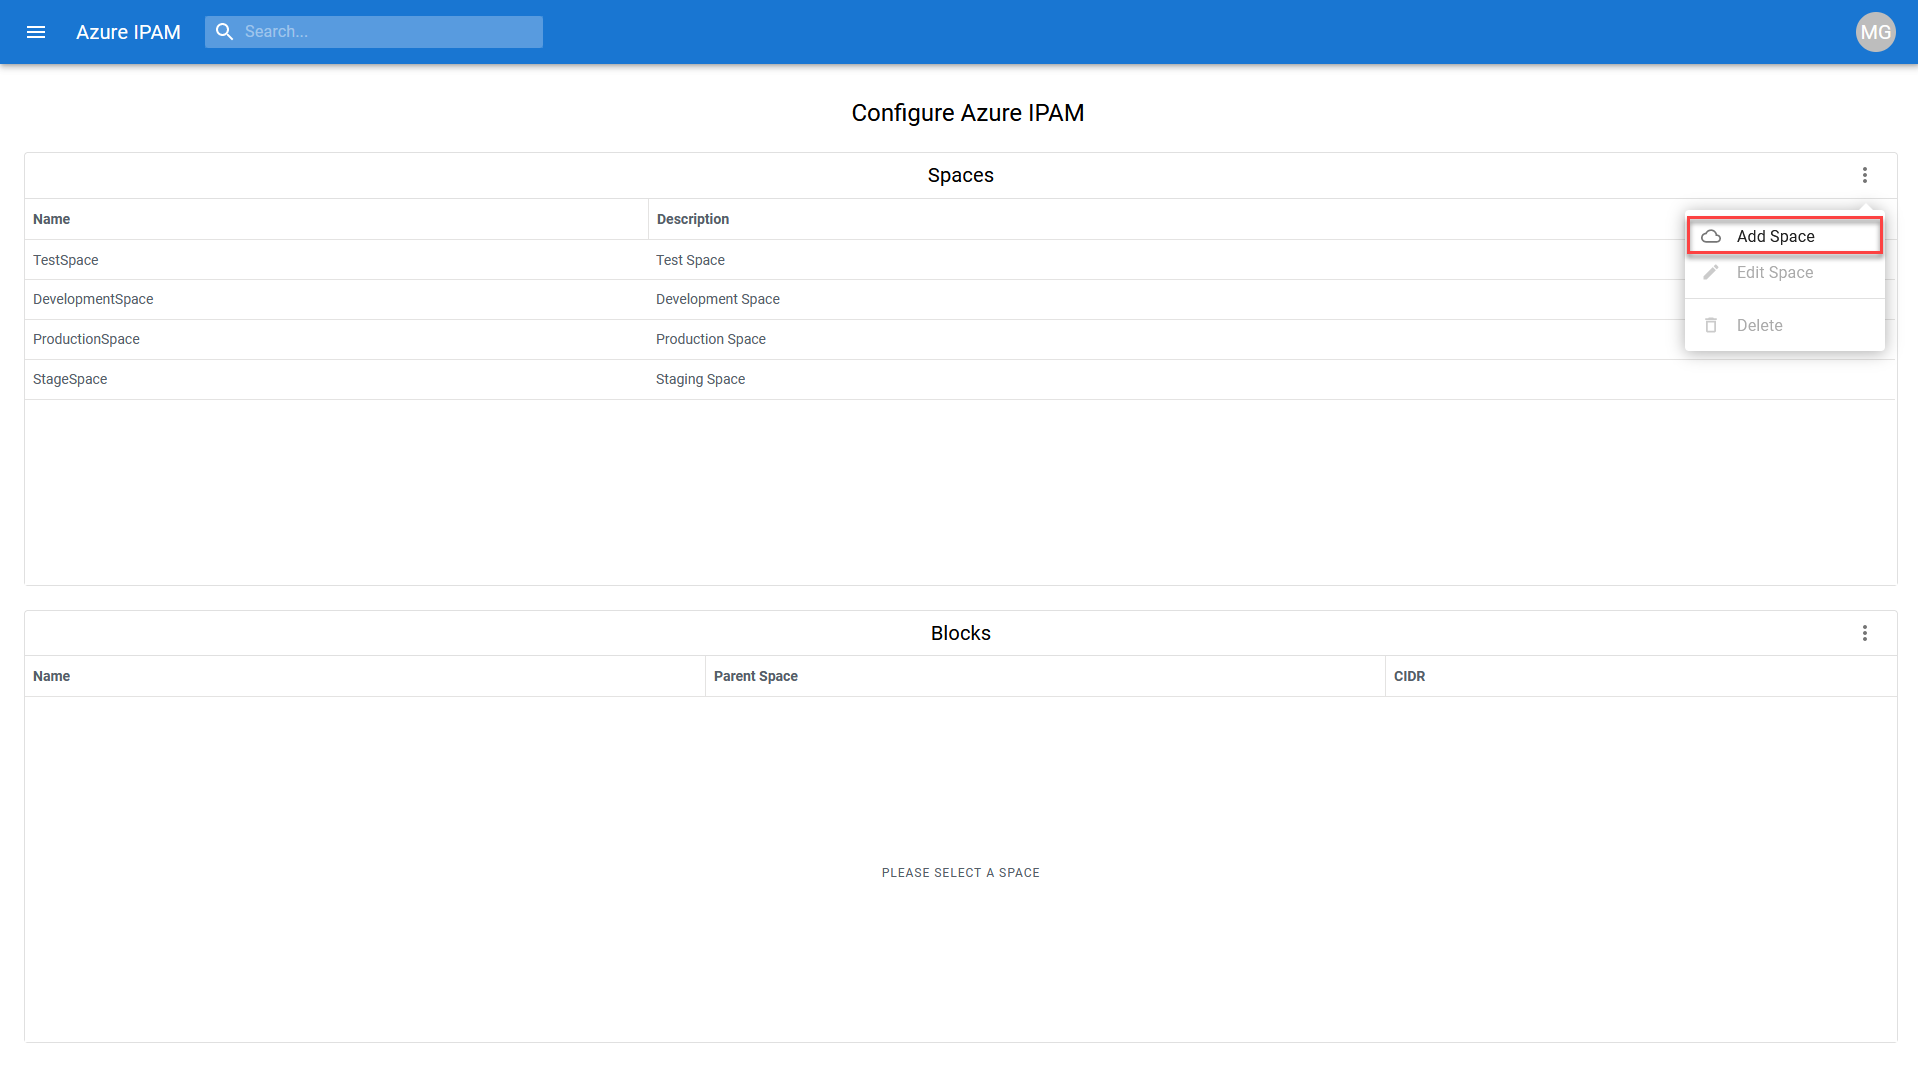 Azure IPAM
Search...
MG
Configure Azure IPAM
Spaces
Name
Description
Add Space
TestSpace
Test Space
Edit Space
DevelopmentSpace
Development Space
Delete
ProductionSpace
Production Space
StageSpace
Staging Space
Blocks
Name
Parent Space
CIDR
PLEASE SELECT A SPACE